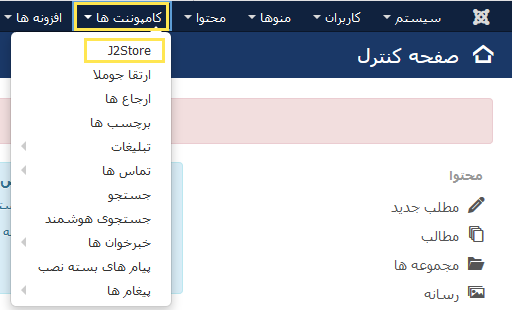 سیستم کاربران منوها محتوا کامپوننت ها افزونه ها
صفحه کنترل
J2Store
ارتقا جوملا
ارجاع ها
برچسب ها
تبلیغات
تماس ها
جستجو
جستجوی هوشمند
خبرخوان ها
پیام های بسته نصب
پیغام ها
محتوا
مطلب جدید
مطالب
مجموعه ها
رسانه